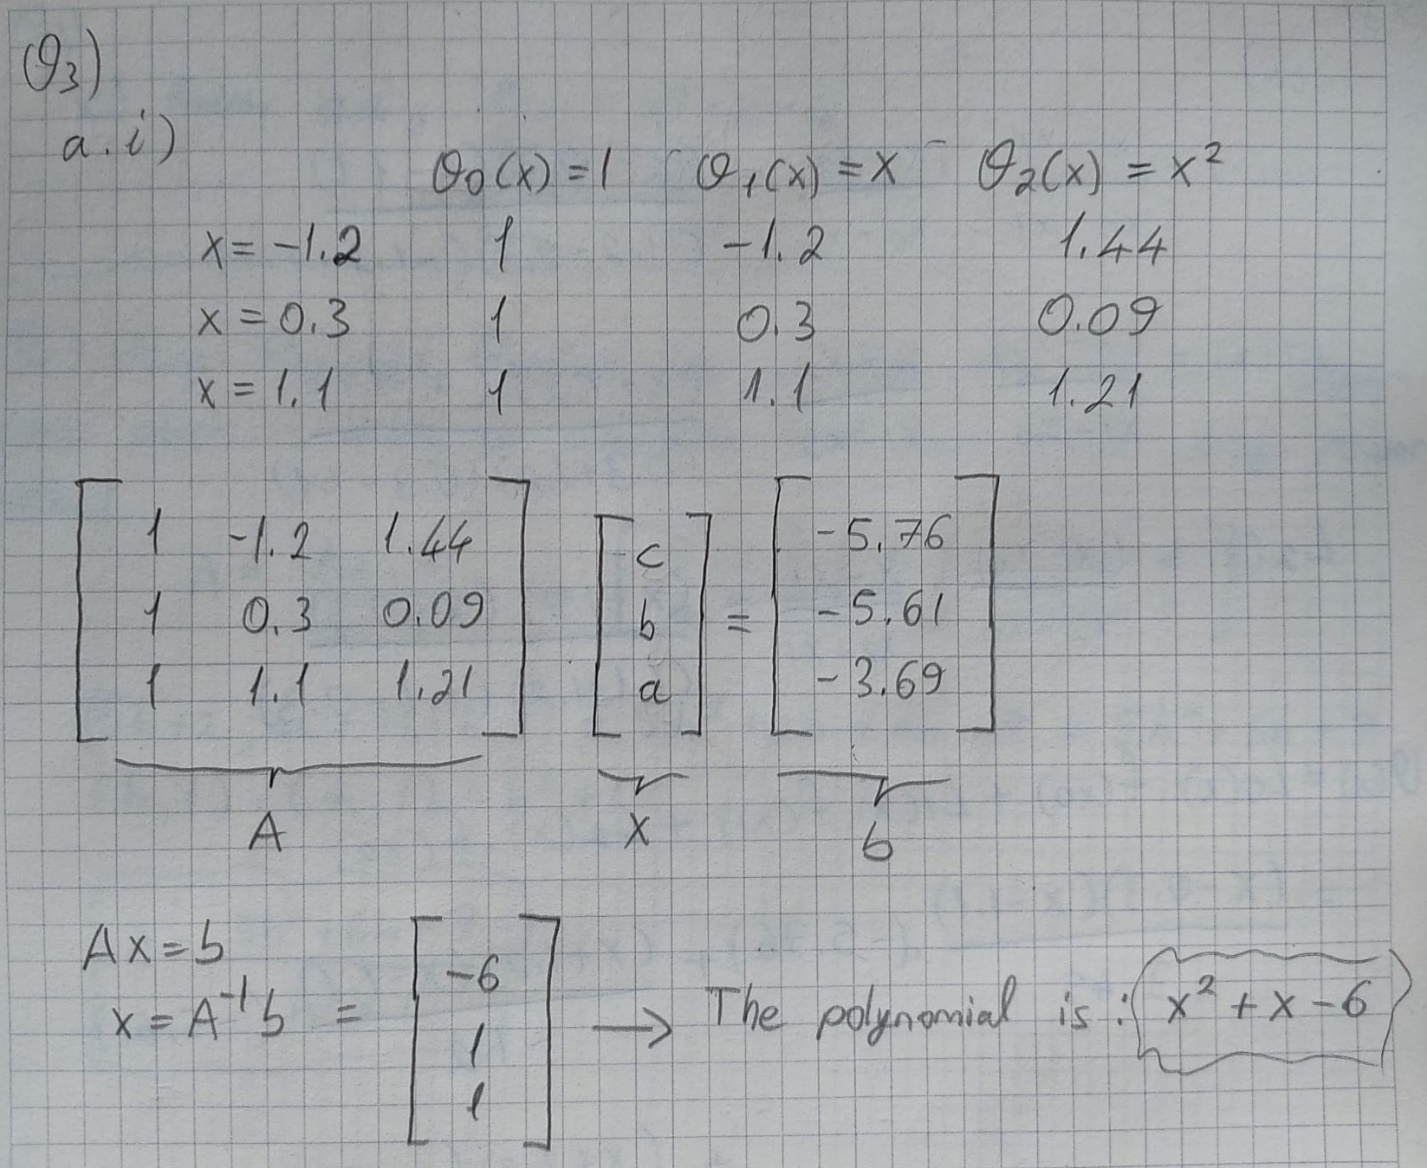 Q3)
a.i)
φ0(x)=1 φ1(x)=x φ2(x)=x²
x=-1.2 1 -1.2 1.44
x=0.3 1 0.3 0.09
x=1.1 1 1.1 1.21
[1 -1.2 1.44] [c] = [-5.76]
[1 0.3 0.09] [b] = [-5.61]
[1 1.1 1.21] [a] = [-3.69]
A x b
Ax=b
x=A⁻¹b = [-6 1 1] → The polynomial is: x²+x-6